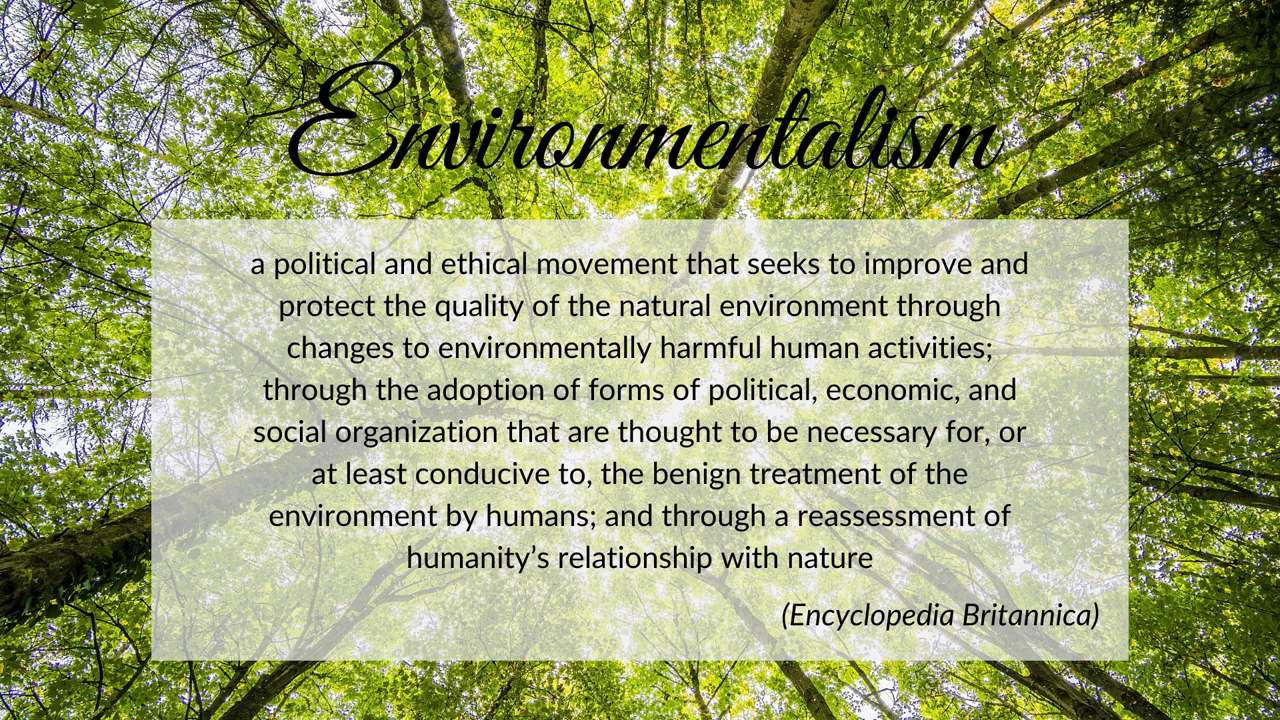 Environmentalism
a political and ethical movement that seeks to improve and
protect the quality of the natural environment through
changes to environmentally harmful human activities;
through the adoption of forms of political, economic, and
social organization that are thought to be necessary for, or
at least conducive to, the benign treatment of the
environment by humans; and through a reassessment of
humanity’s relationship with nature
(Encyclopedia Britannica)